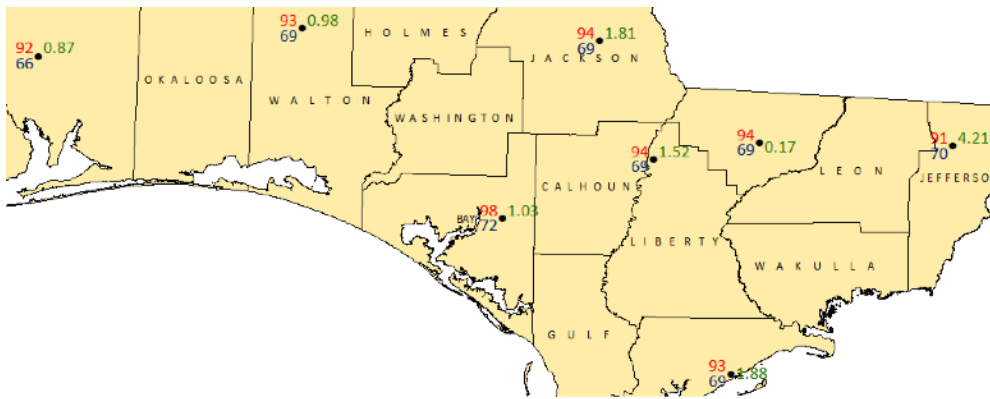 93 0.98
69
HOLMES
94 1.81
69
JACKSON
92 0.87
66
OKALOOSA
WALTON
WASHINGTON
94
69 0.17
91 4.21
70
94 1.52
69
LEON
JEFFERSO
CALHOUN
98 1.03
BAY 72
LIBERTY
WAKULLA
GULF
93
69 1.88